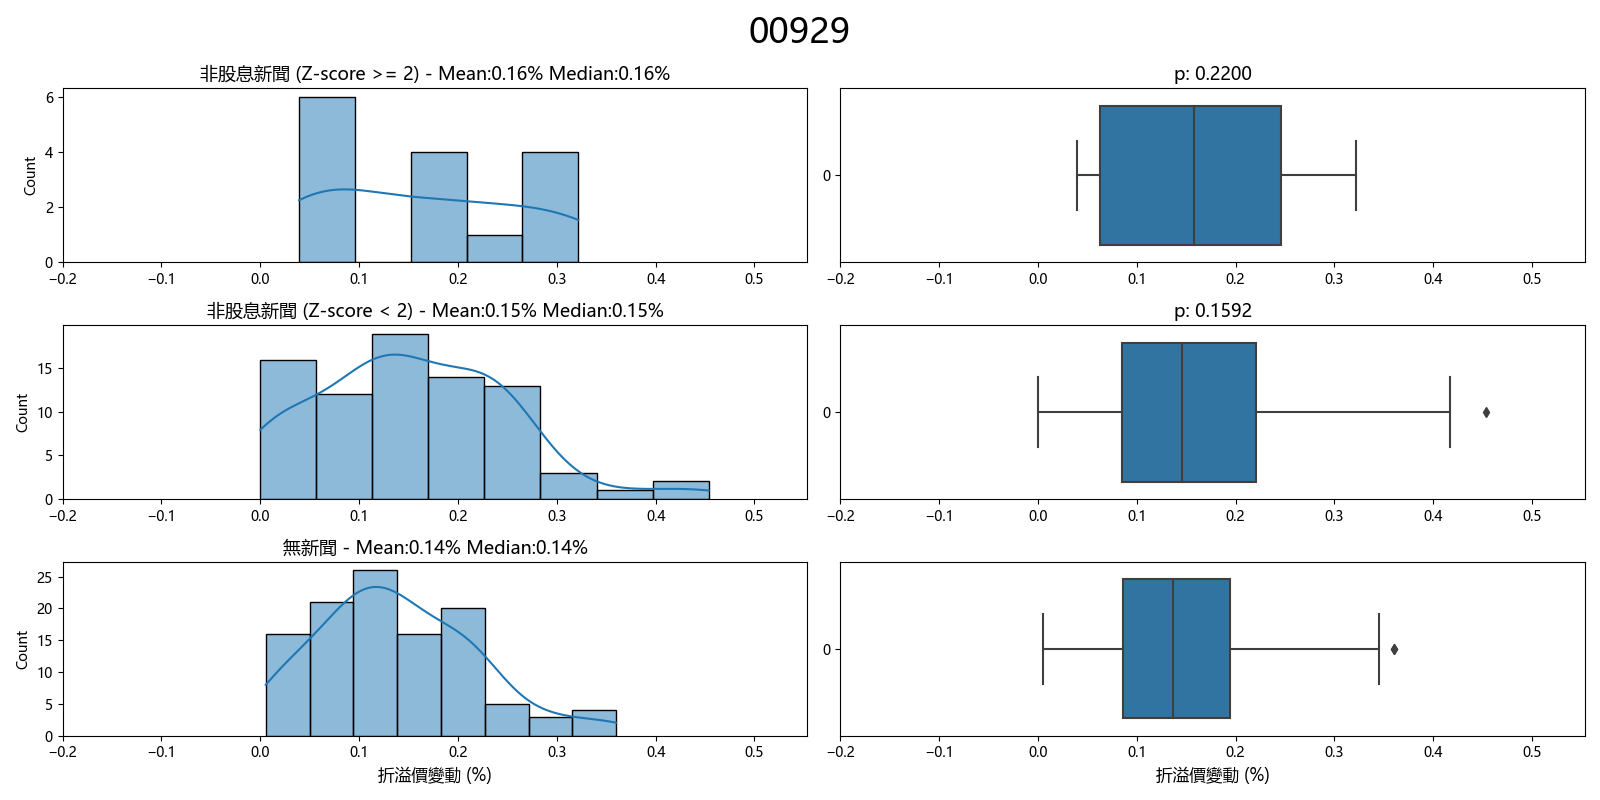 00929
非股息新聞 (Z-score >= 2) - Mean:0.16% Median:0.16%
p: 0.2200
Count
6
4
2
0
−0.2 −0.1 0.0 0.1 0.2 0.3 0.4 0.5
0
−0.2 −0.1 0.0 0.1 0.2 0.3 0.4 0.5
非股息新聞 (Z-score < 2) - Mean:0.15% Median:0.15%
p: 0.1592
Count
15
10
5
0
−0.2 −0.1 0.0 0.1 0.2 0.3 0.4 0.5
0
−0.2 −0.1 0.0 0.1 0.2 0.3 0.4 0.5
無新聞 - Mean:0.14% Median:0.14%
Count
25
20
15
10
5
0
−0.2 −0.1 0.0 0.1 0.2 0.3 0.4 0.5
折溢價變動 (%)
0
−0.2 −0.1 0.0 0.1 0.2 0.3 0.4 0.5
折溢價變動 (%)